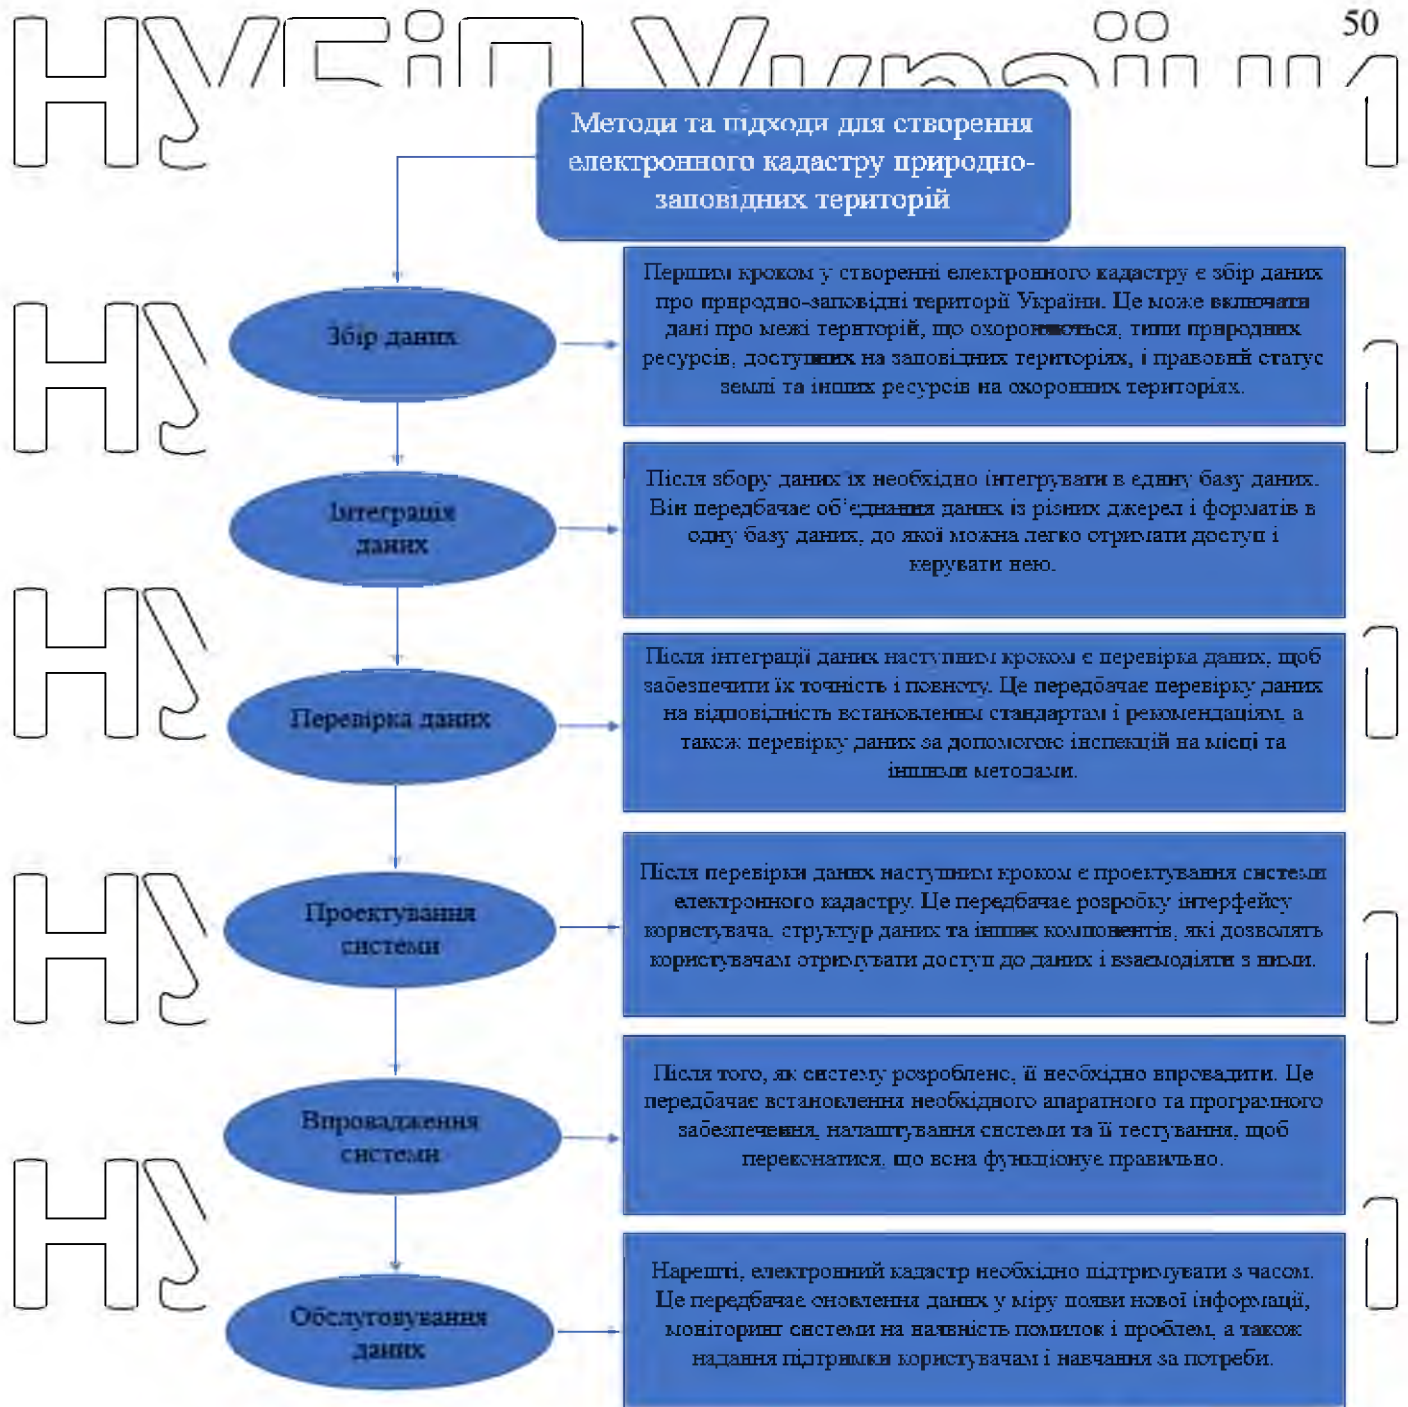 50
НУБіП України
Методи та підходи для створення
електронного кадастру природно-
заповідних територій
Збір даних
Першим кроком у створенні електронного кадастру є збір даних
про природно-заповідні території України. Це може включати
дані про межі територій, що охороняються, типи природних
ресурсів, доступних на заповідних територіях, і правовий статус
землі та інших ресурсів на охоронних територіях.
Інтеграція
даних
Після збору даних їх необхідно інтегрувати в єдину базу даних.
Він передбачає об’єднання даних із різних джерел і форматів в
одну базу даних, до якої можна легко отримати доступ і
керувати нею.
Перевірка даних
Після інтеграції даних наступним кроком є перевірка даних, щоб
забезпечити їх точність і повноту. Це передбачає перевірку даних
на відповідність встановленим стандартам і рекомендаціям, а
також перевірку даних за допомогою інспекцій на місці та
іншими методами.
Проектування
системи
Після перевірки даних наступним кроком є проектування системи
електронного кадастру. Це передбачає розробку інтерфейсу
користувача, структур даних та інших компонентів, які дозволять
користувачам отримувати доступ до даних і взаємодіяти з ними.
Впровадження
системи
Після того, як систему розроблено, її необхідно впровадити. Це
передбачає встановлення необхідного апаратного та програмного
забезпечення, налаштування системи та її тестування, щоб
переконатися, що вона функціонує правильно.
Обслуговування
даних
Нарешті, електронний кадастр необхідно підтримувати з часом.
Це передбачає оновлення даних у міру появи нової інформації,
моніторинг системи на наявність помилок і проблем, а також
надання підтримки користувачам і навчання за потреби.